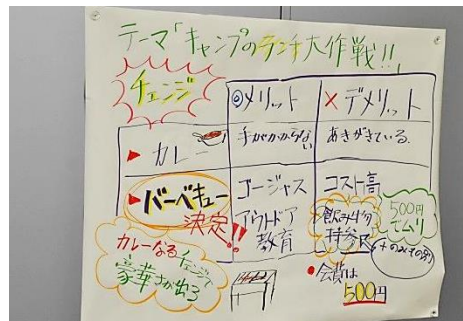 テーマ「キャンプのランチ大作戦!!」
チェンジ
◎メリット
×デメリット
▶カレー
手がかからない
あきがきている。
▶バーベキュー
決定!!
ゴージャス
アウトドア
教育
コスト高
飲み物
持参
500円
でムリ
カレーなるチェンジで
豪華さが出る
●会費は
500円